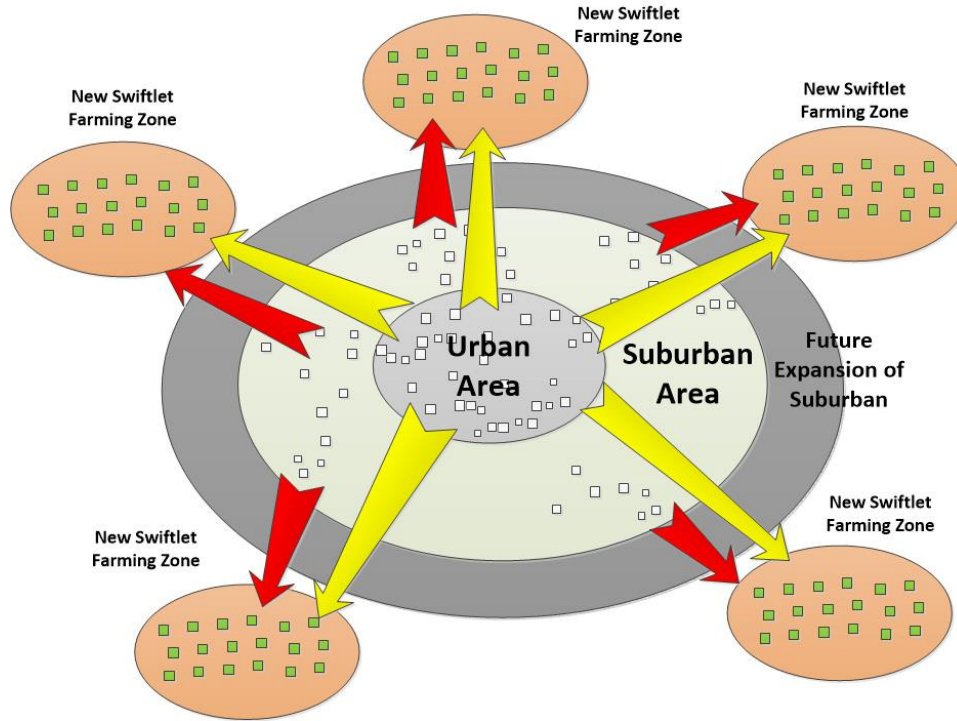 New Swiftlet
Farming Zone
New Swiftlet
Farming Zone
New Swiftlet
Farming Zone
Urban
Area
Suburban
Area
Future
Expansion of
Suburban
New Swiftlet
Farming Zone
New Swiftlet
Farming Zone